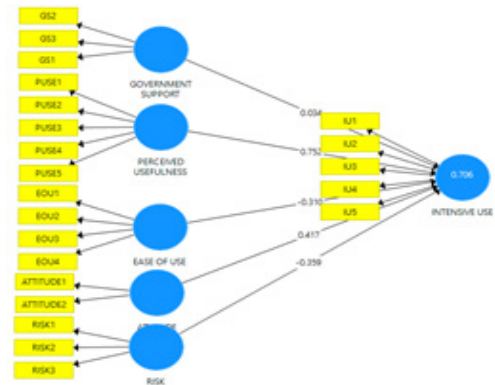 GS2
GS3
GS1
GOVERNMENT
SUPPORT
PUSE1
PUSE2
PUSE3
PUSE4
PUSE5
PERCEIVED
USEFULNESS
EOU1
EOU2
EOU3
EOU4
EASE OF USE
ATTITUDE1
ATTITUDE2
ATTITUDE
RISK1
RISK2
RISK3
RISK
0.034
0.752
-0.310
0.417
-0.359
IU1
IU2
IU3
IU4
IU5
0.706
INTENSIVE USE